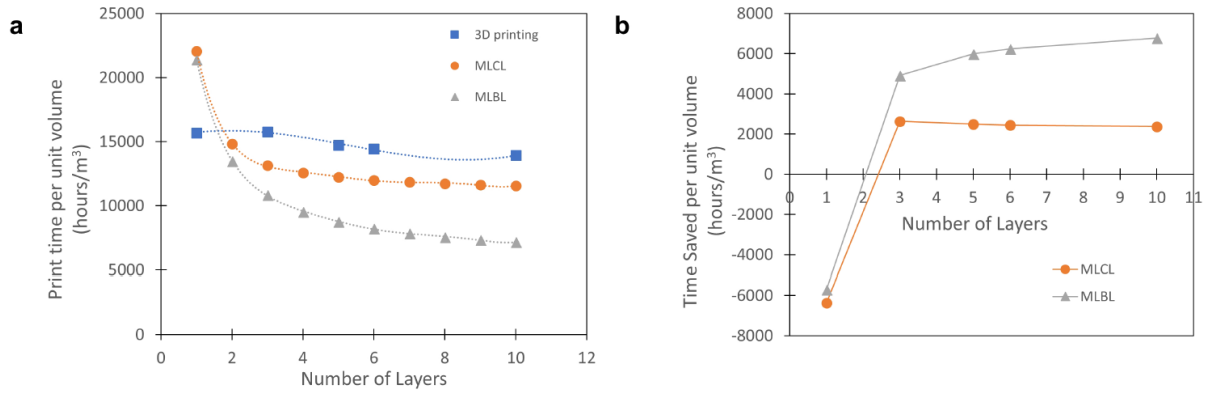 a
25000
20000
15000
10000
5000
0
Print time per unit volume
(hours/m³)
3D printing
MLCL
MLBL
0 2 4 6 8 10 12
Number of Layers
b
8000
6000
4000
2000
0
-2000
-4000
-6000
-8000
Time Saved per unit volume
(hours/m³)
0 1 2 3 4 5 6 7 8 9 10 11
Number of Layers
MLCL
MLBL